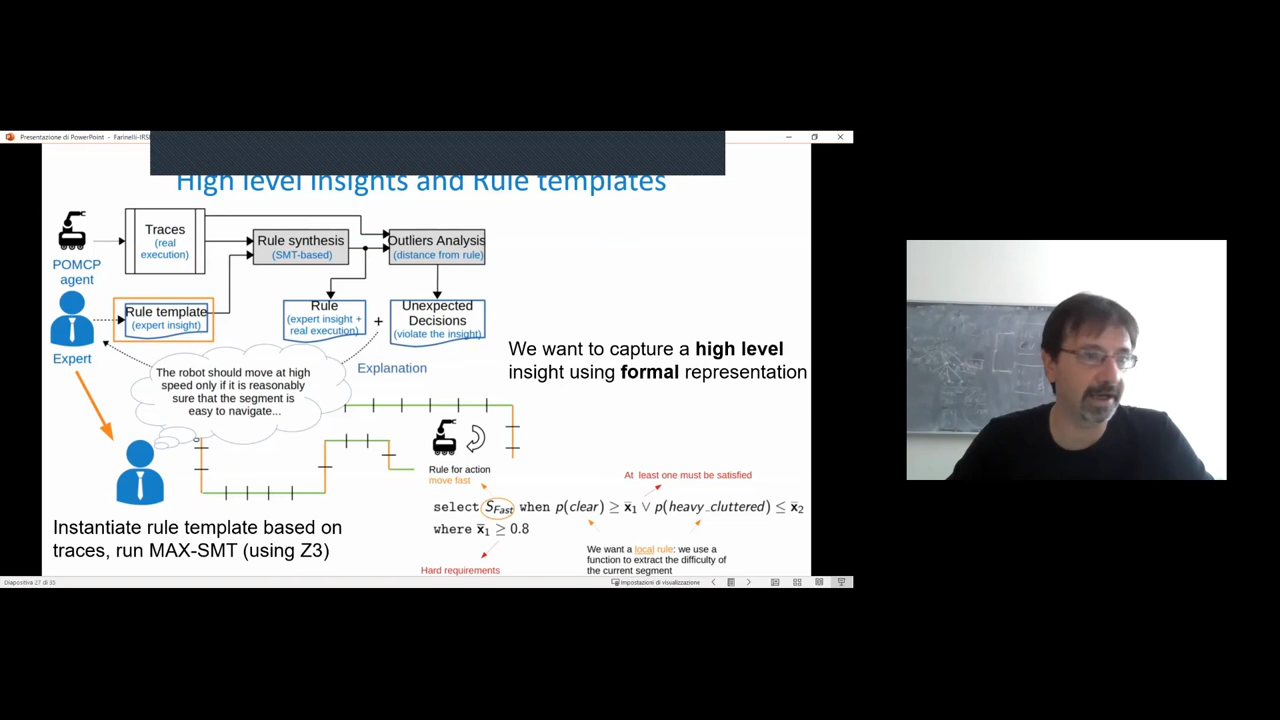 Presentazione di PowerPoint - Farinelli-IRSI
High level Insights and Rule templates
Traces
(real
execution)
Rule synthesis
(SMT-based)
Outliers Analysis
(distance from rule)
POMCP
agent
Rule template
(expert insight)
Rule
(expert insight +
real execution)
+
Unexpected
Decisions
(violate the insight)
Expert
Explanation
The robot should move at high
speed only if it is reasonably
sure that the segment is
easy to navigate...
We want to capture a high level
insight using formal representation
Rule for action
move fast
At least one must be satisfied
select S_Fast when p(clear) ≥ x̄₁ ∨ p(heavy_cluttered) ≤ x̄₂
where x̄₁ ≥ 0.8
Instantiate rule template based on
traces, run MAX-SMT (using Z3)
We want a local rule: we use a
function to extract the difficulty of
the current segment
Hard requirements
Diapositiva 27 di 35
Impostazioni di visualizzazione